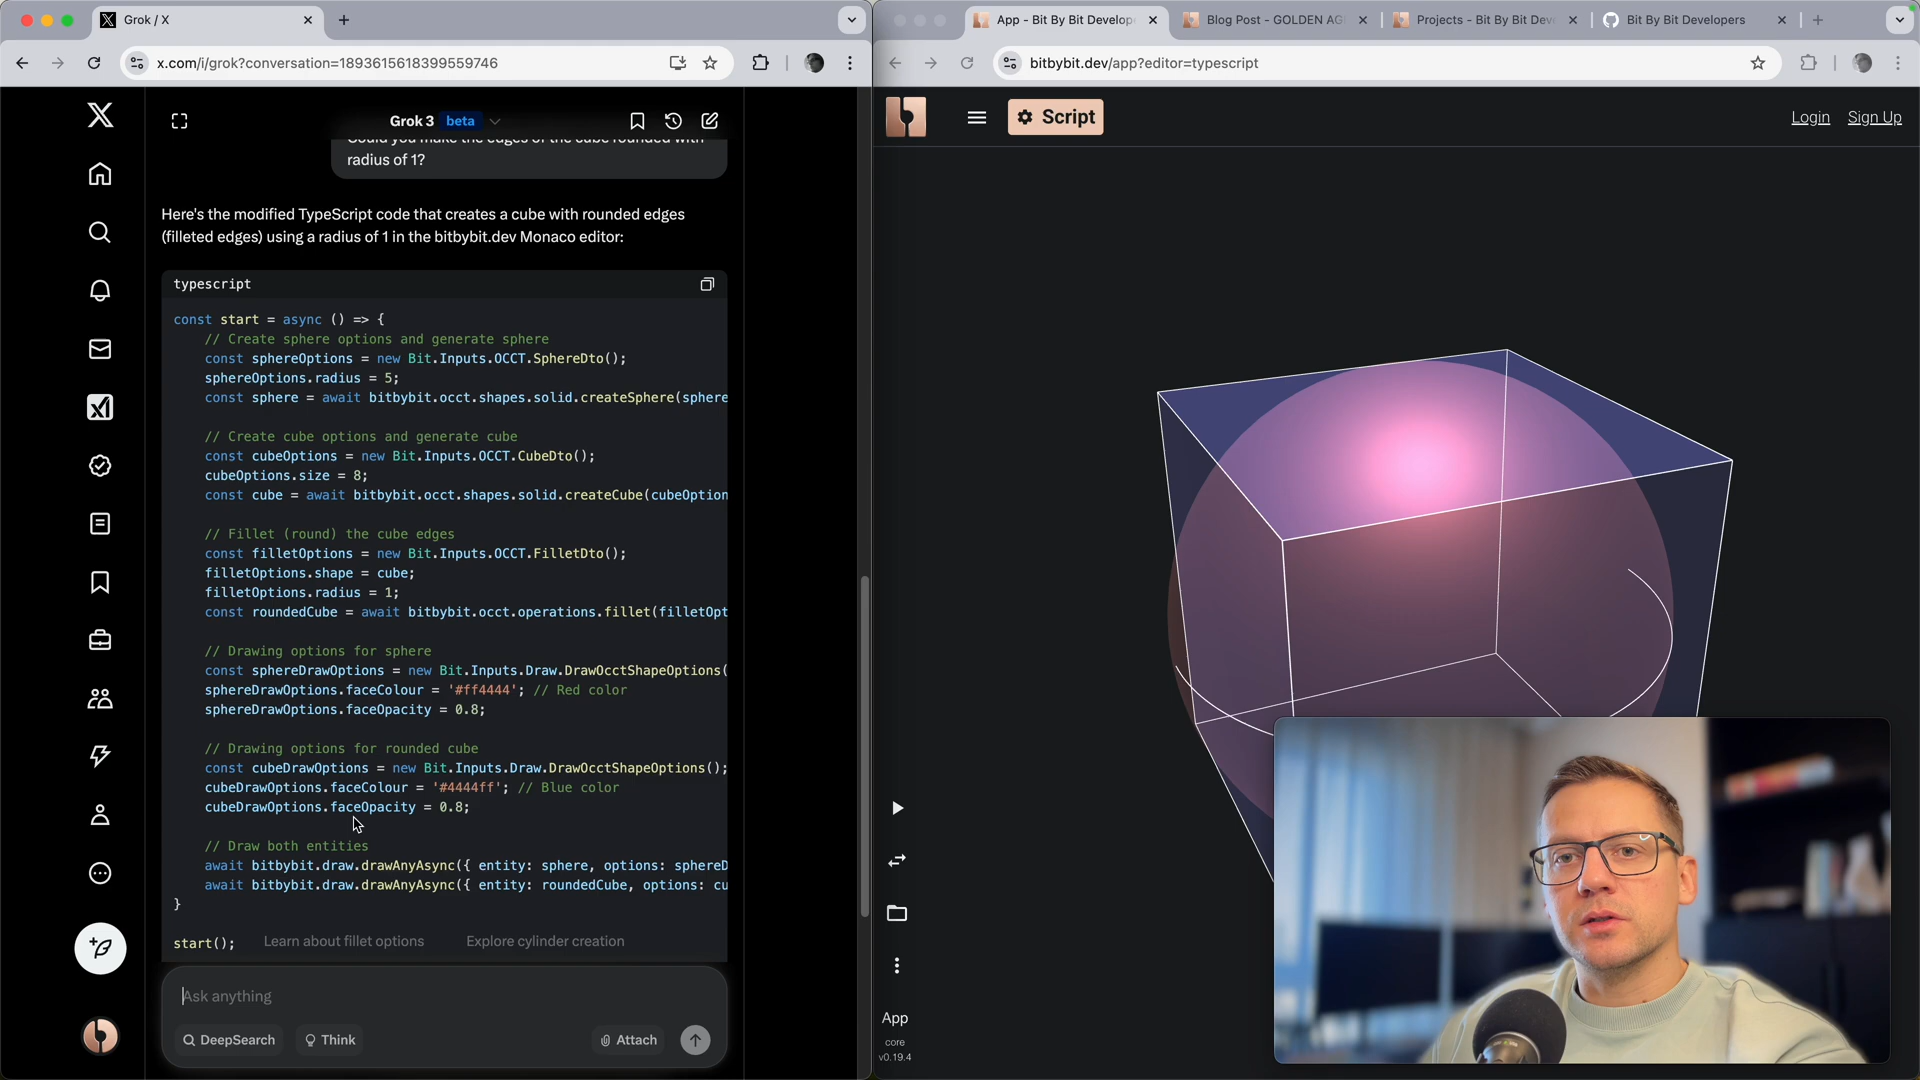 Grok / X
x.com/i/grok?conversation=1893615618399559746
Grok 3 beta
Could you make the edges of the cube rounded with
radius of 1?
Here's the modified TypeScript code that creates a cube with rounded edges
(filleted edges) using a radius of 1 in the bitbybit.dev Monaco editor:
typescript
const start = async () => {
// Create sphere options and generate sphere
const sphereOptions = new Bit.Inputs.OCCT.SphereDto();
sphereOptions.radius = 5;
const sphere = await bitbybit.occt.shapes.solid.createSphere(sphere
// Create cube options and generate cube
const cubeOptions = new Bit.Inputs.OCCT.CubeDto();
cubeOptions.size = 8;
const cube = await bitbybit.occt.shapes.solid.createCube(cubeOption
// Fillet (round) the cube edges
const filletOptions = new Bit.Inputs.OCCT.FilletDto();
filletOptions.shape = cube;
filletOptions.radius = 1;
const roundedCube = await bitbybit.occt.operations.fillet(filletOpt
// Drawing options for sphere
const sphereDrawOptions = new Bit.Inputs.Draw.DrawOcctShapeOptions(
sphereDrawOptions.faceColour = '#ff4444'; // Red color
sphereDrawOptions.faceOpacity = 0.8;
// Drawing options for rounded cube
const cubeDrawOptions = new Bit.Inputs.Draw.DrawOcctShapeOptions();
cubeDrawOptions.faceColour = '#4444ff'; // Blue color
cubeDrawOptions.faceOpacity = 0.8;
// Draw both entities
await bitbybit.draw.drawAnyAsync({ entity: sphere, options: sphereD
await bitbybit.draw.drawAnyAsync({ entity: roundedCube, options: cu
}
start();
Learn about fillet options
Explore cylinder creation
Ask anything
DeepSearch
Think
Attach
App - Bit By Bit Develop
Blog Post - GOLDEN AG
Projects - Bit By Bit Dev
Bit By Bit Developers
bitbybit.dev/app?editor=typescript
Script
Login
Sign Up
App
core
v0.19.4